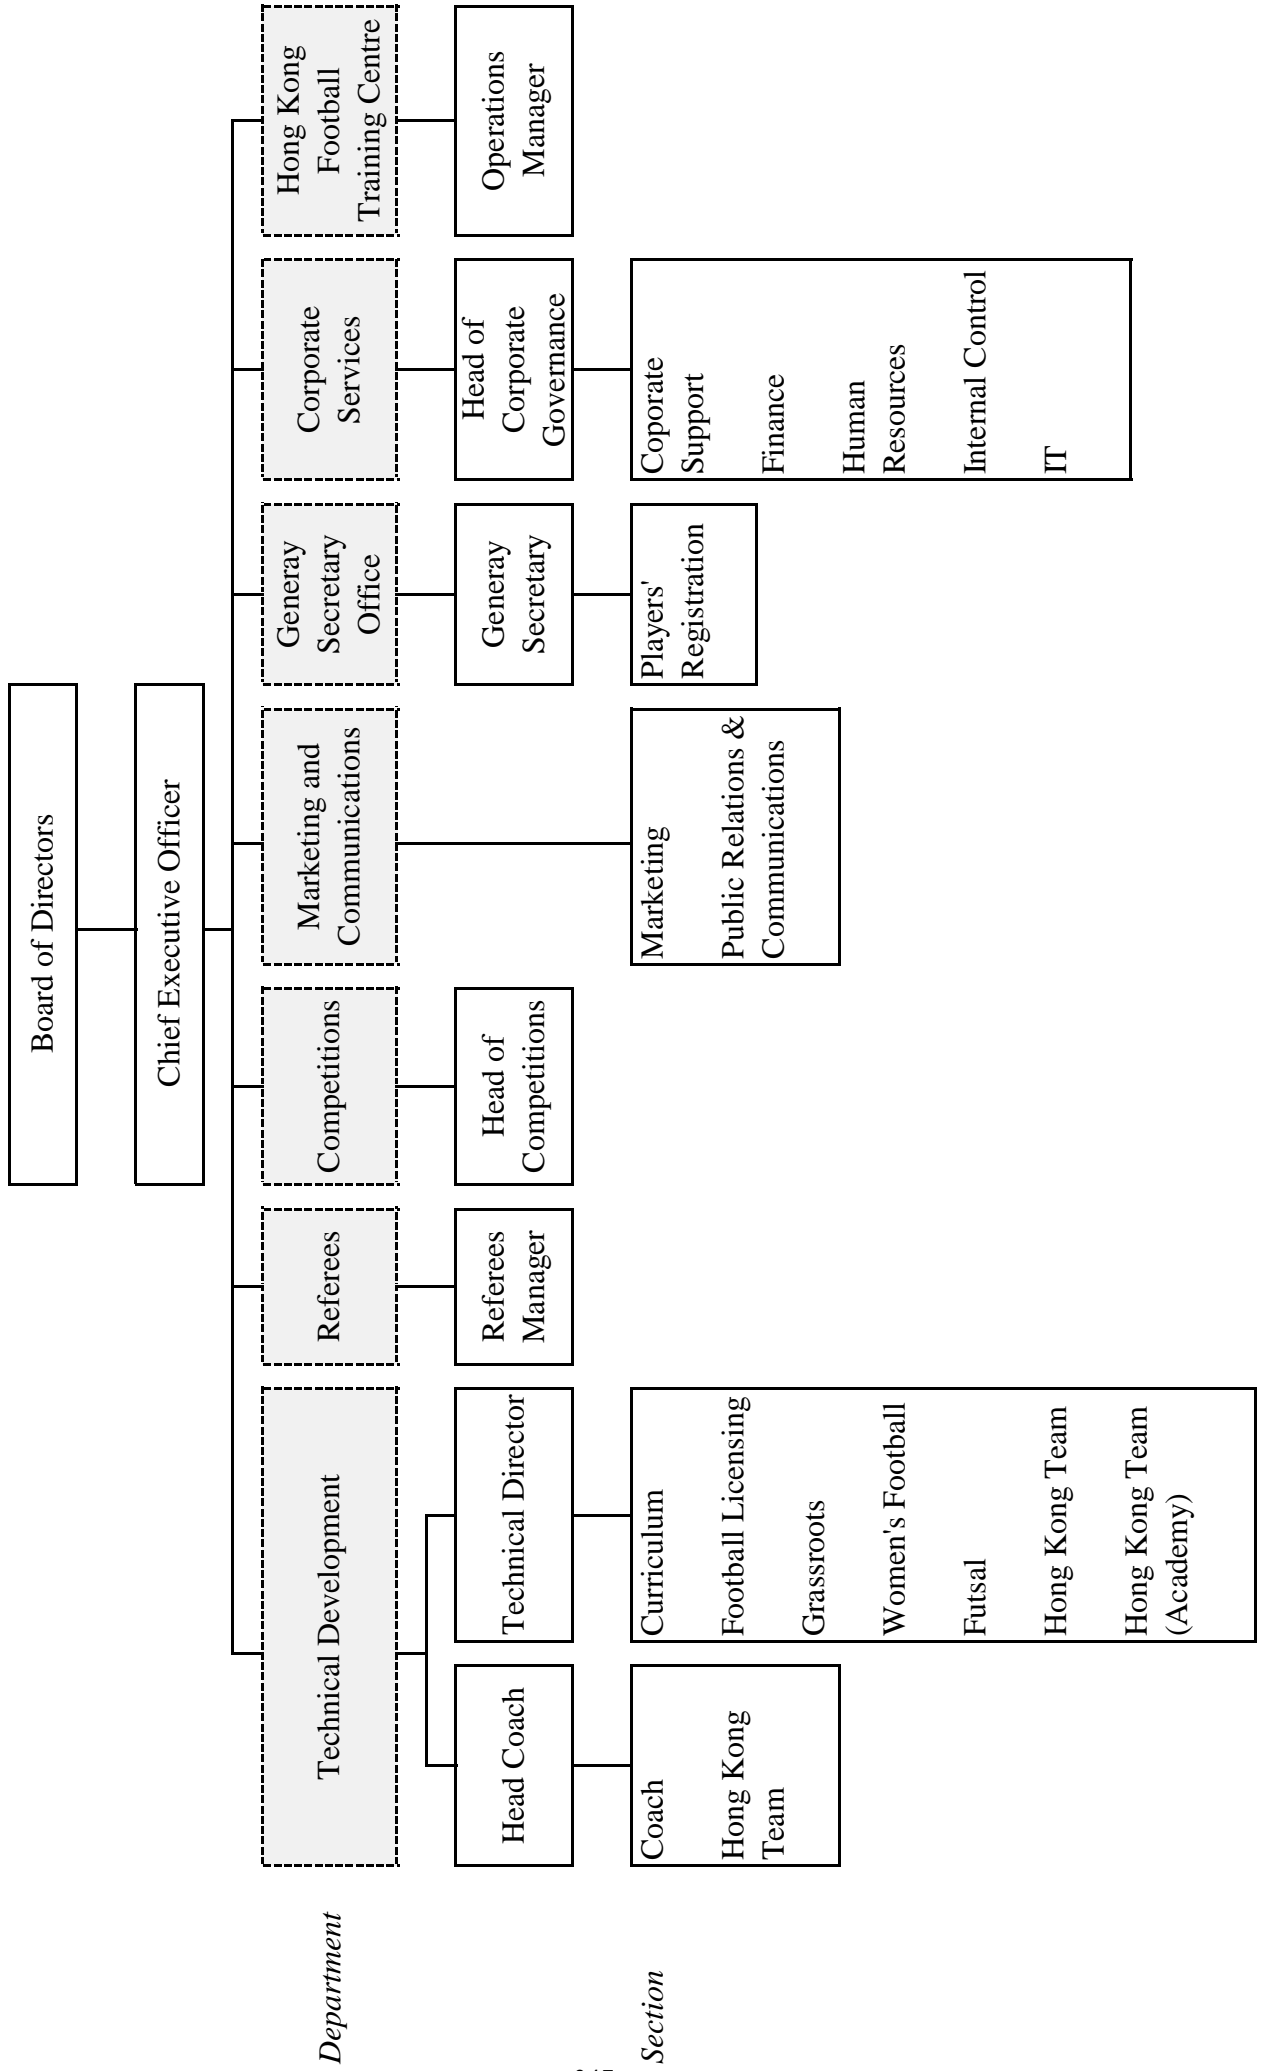 Board of Directors
Chief Executive Officer
Department
Technical Development
Referees
Competitions
Marketing and
Communications
Generay
Secretary
Office
Corporate
Services
Hong Kong
Football
Training Centre
Head Coach
Technical Director
Referees
Manager
Head of
Competitions
Generay
Secretary
Head of
Corporate
Governance
Operations
Manager
Section
Coach
Hong Kong
Team
Curriculum
Football Licensing
Grassroots
Women's Football
Futsal
Hong Kong Team
Hong Kong Team
(Academy)
Marketing
Public Relations &
Communications
Players'
Registration
Coporate
Support
Finance
Human
Resources
Internal Control
IT